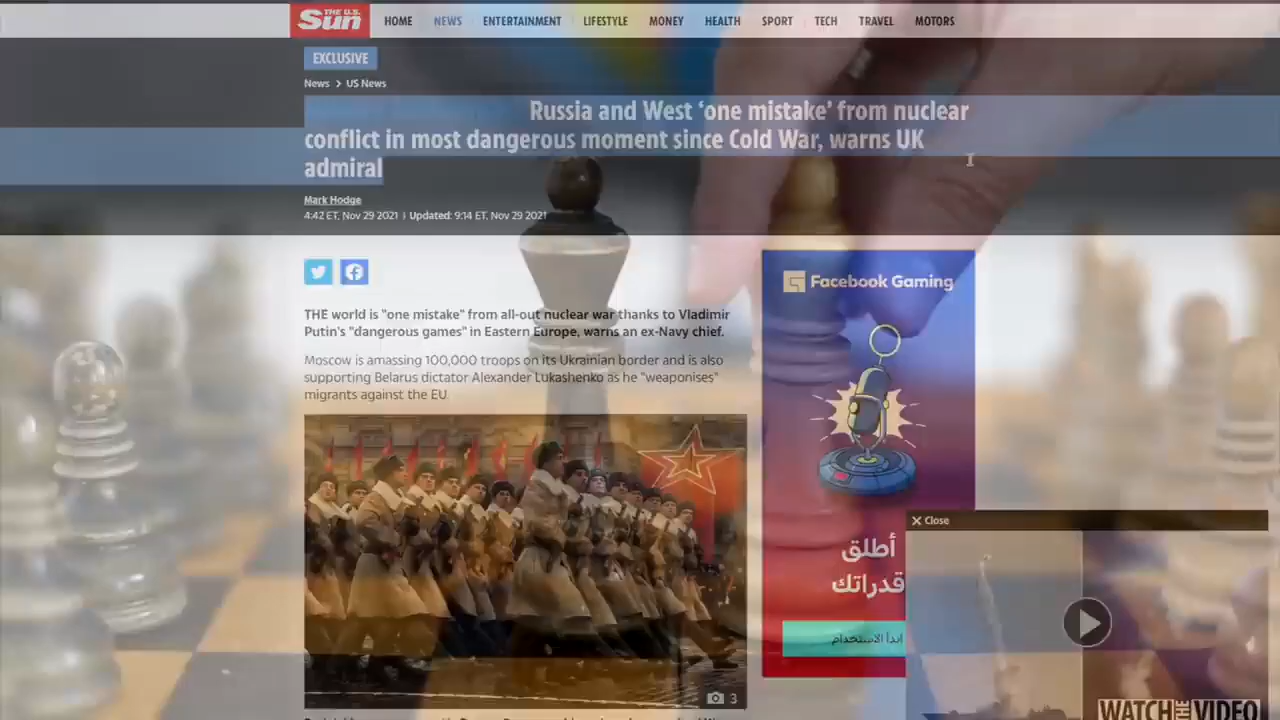 THE U.S.
Sun
HOME NEWS ENTERTAINMENT LIFESTYLE MONEY HEALTH SPORT TECH TRAVEL MOTORS
EXCLUSIVE
News > US News
Russia and West ‘one mistake’ from nuclear
conflict in most dangerous moment since Cold War, warns UK
admiral
Mark Hodge
4:42 ET, Nov 29 2021 | Updated: 9:14 ET, Nov 29 2021
THE world is "one mistake" from all-out nuclear war thanks to Vladimir
Putin's "dangerous games" in Eastern Europe, warns an ex-Navy chief.
Moscow is amassing 100,000 troops on its Ukrainian border and is also
supporting Belarus dictator Alexander Lukashenko as he "weaponises"
migrants against the EU.
3
Facebook Gaming
أطلق
قدراتك
ابدأ الاستخدام
X Close
WATCH THE VIDEO